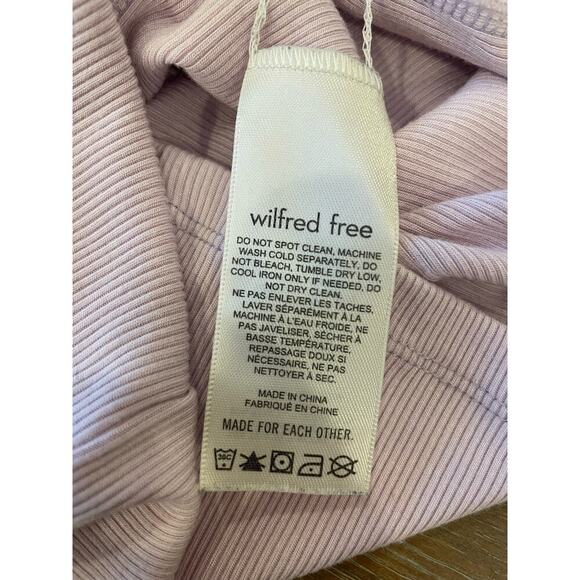 wilfred free
DO NOT SPOT CLEAN, MACHINE
WASH COLD SEPARATELY, DO
NOT BLEACH, TUMBLE DRY LOW,
COOL IRON ONLY IF NEEDED, DO
NOT DRY CLEAN.
NE PAS ENLEVER LES TACHES,
LAVER SÉPARÉMENT À LA
MACHINE À L'EAU FROIDE, NE
PAS JAVELISER, SÉCHER À
BASSE TEMPÉRATURE,
REPASSAGE DOUX SI
NÉCESSAIRE, NE PAS
NETTOYER À SEC.
MADE IN CHINA
FABRIQUÉ EN CHINE
MADE FOR EACH OTHER.
30C